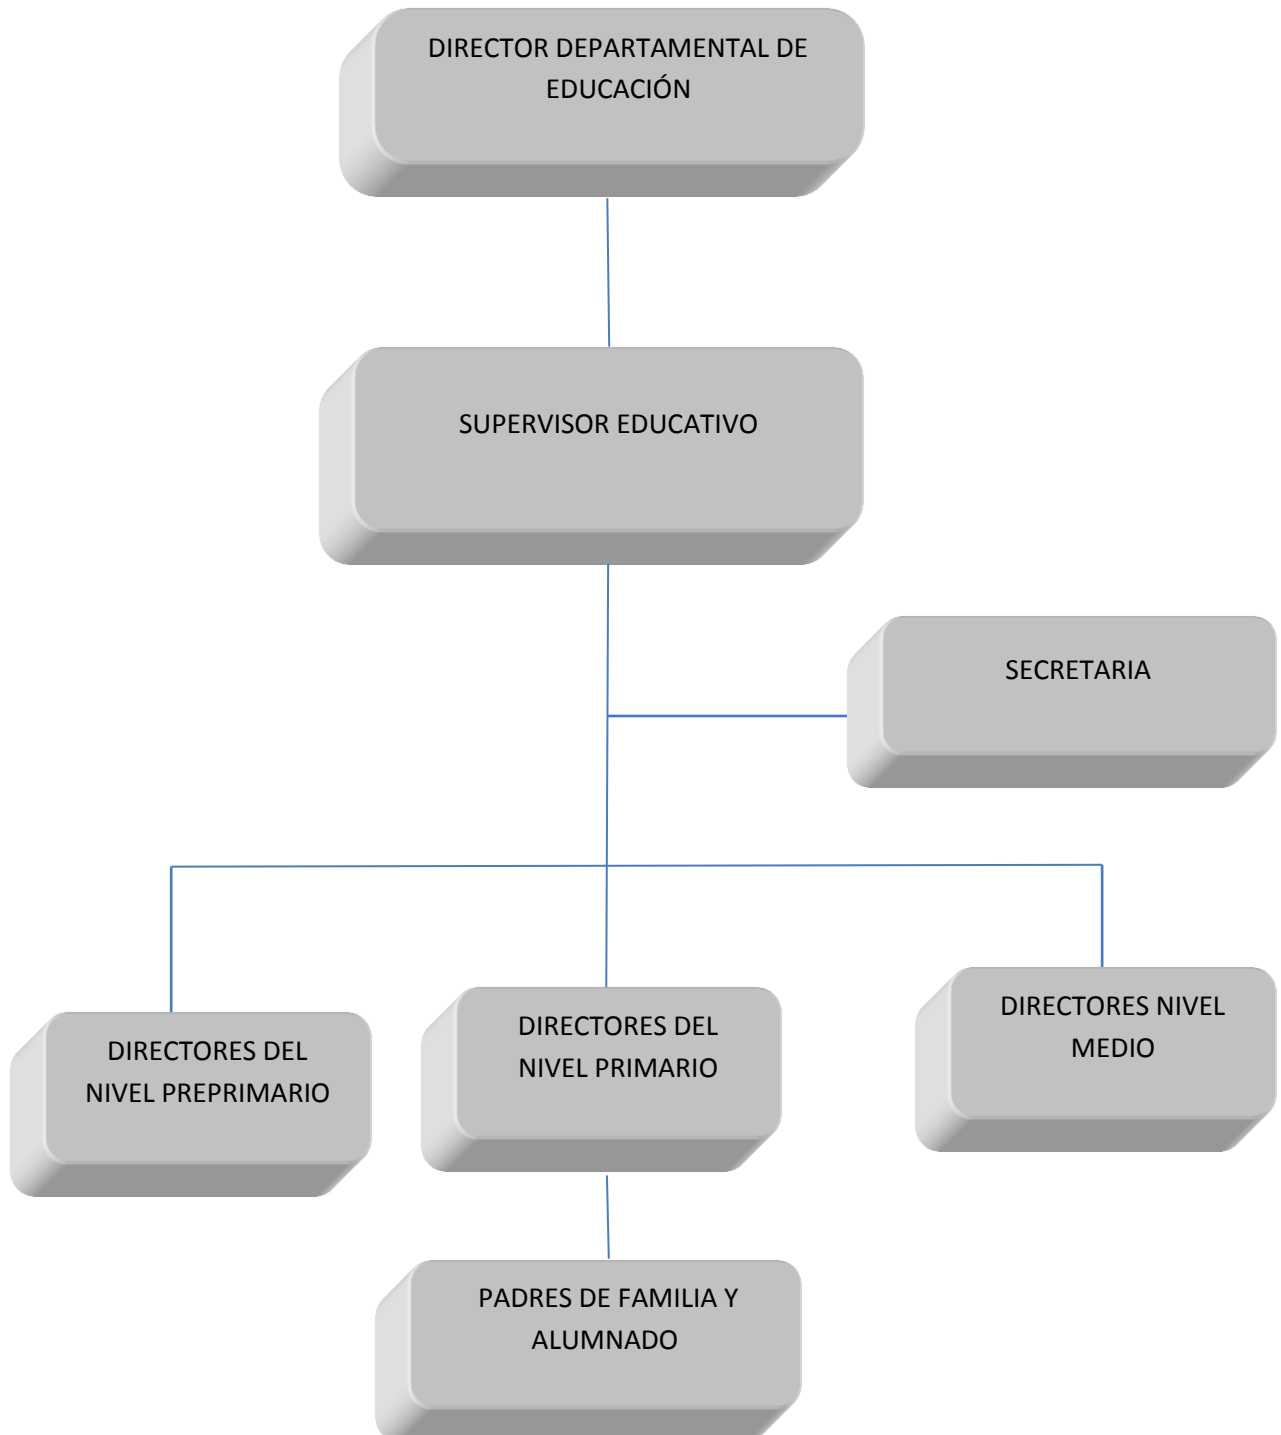 DIRECTOR DEPARTAMENTAL DE
EDUCACIÓN
SUPERVISOR EDUCATIVO
SECRETARIA
DIRECTORES DEL
NIVEL PREPRIMARIO
DIRECTORES DEL
NIVEL PRIMARIO
DIRECTORES NIVEL
MEDIO
PADRES DE FAMILIA Y
ALUMNADO